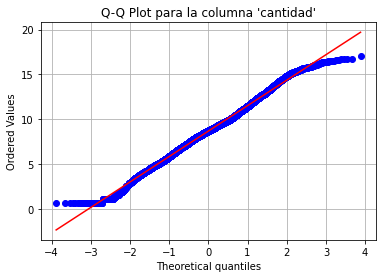 Q-Q Plot para la columna 'cantidad'
Ordered Values
20
15
10
5
0
−4 −3 −2 −1 0 1 2 3 4
Theoretical quantiles